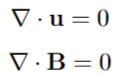 ∇ · u = 0
∇ · B = 0